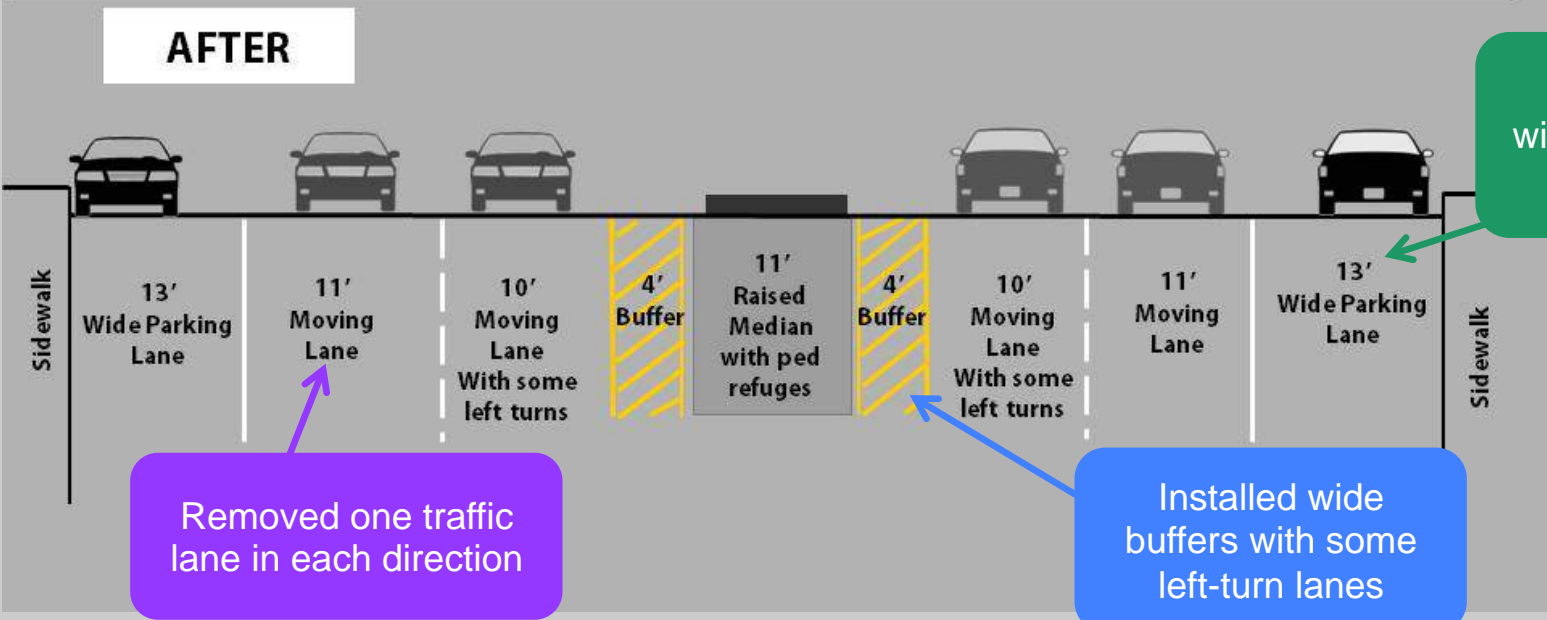 AFTER
Sidewalk
13′
Wide Parking
Lane
11′
Moving
Lane
10′
Moving
Lane
With some
left turns
4′
Buffer
11′
Raised
Median
with ped
refuges
4′
Buffer
10′
Moving
Lane
With some
left turns
11′
Moving
Lane
13′
Wide Parking
Lane
Sidewalk
Removed one traffic
lane in each direction
Installed wide
buffers with some
left-turn lanes